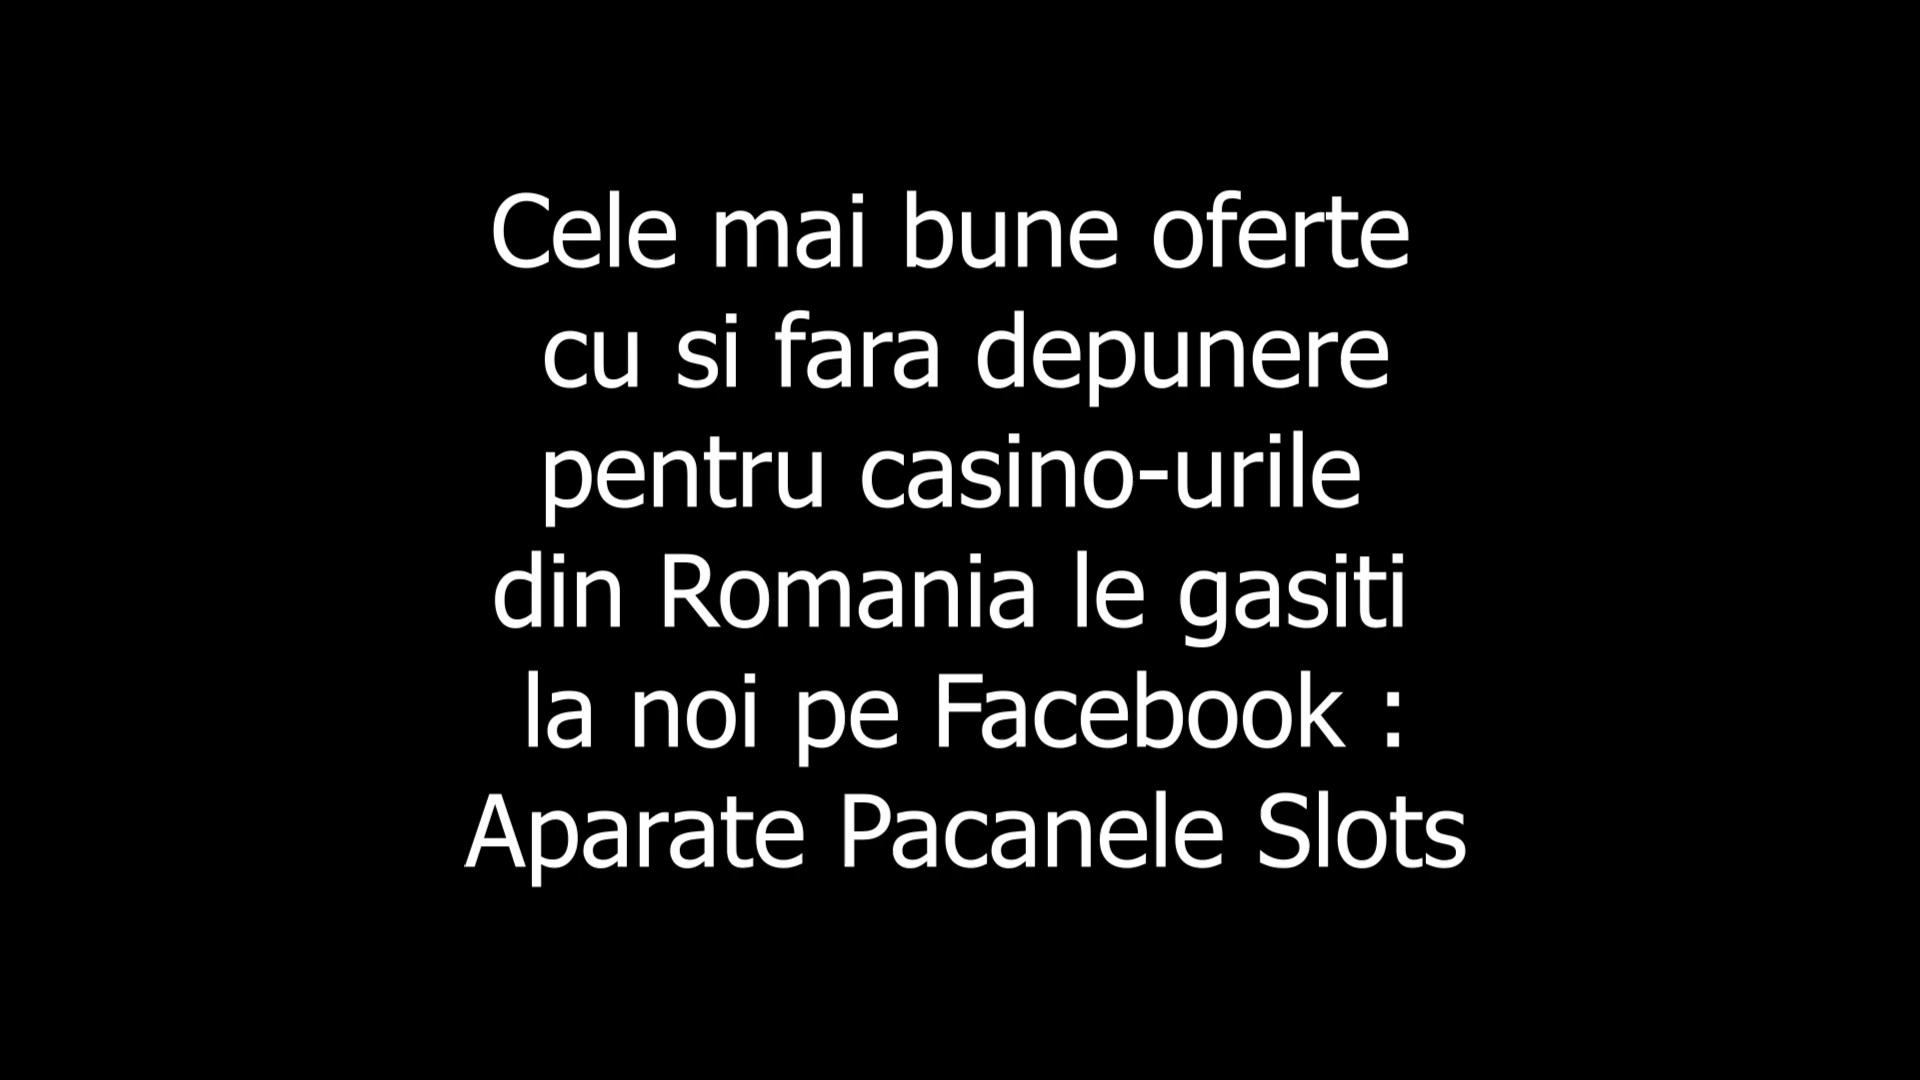 Cele mai bune oferte
cu si fara depunere
pentru casino-urile
din Romania le gasiti
la noi pe Facebook :
Aparate Pacanele Slots